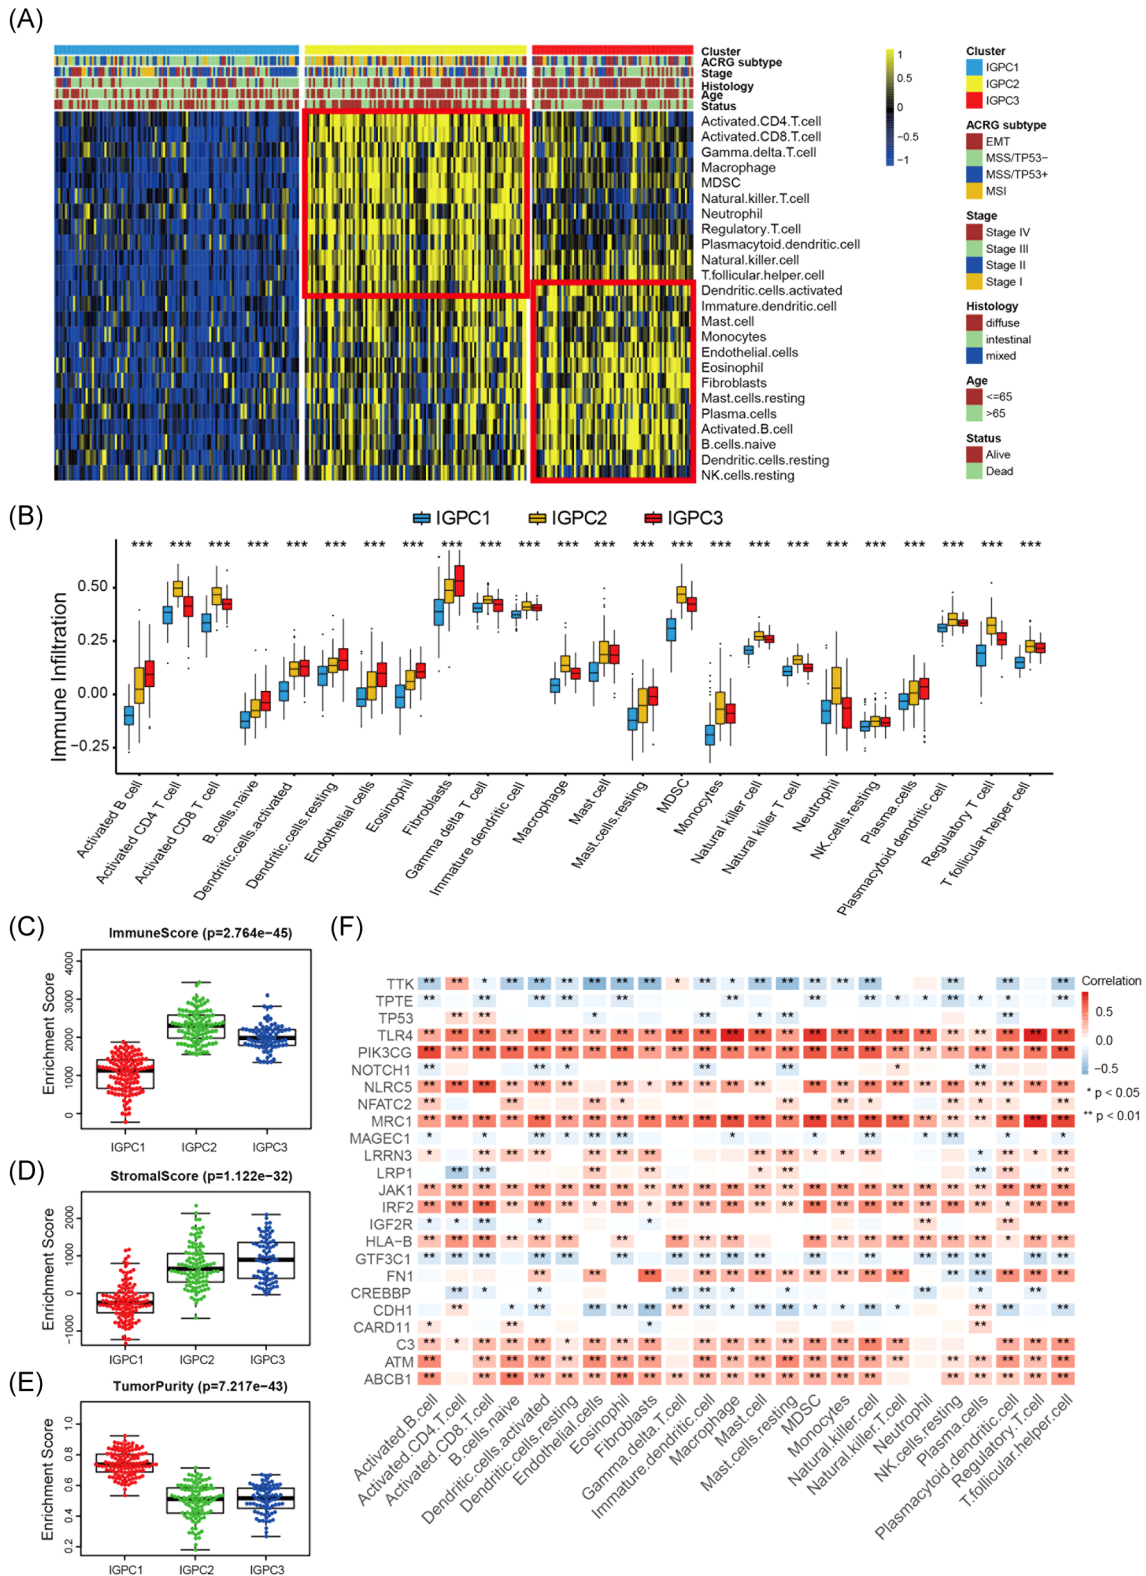 (A)
Cluster
ACRG subtype
Stage
Histology
Age
Status
Activated.CD4.T.cell
Activated.CD8.T.cell
Gamma.delta.T.cell
Macrophage
MDSC
Natural.killer.T.cell
Neutrophil
Regulatory.T.cell
Plasmacytoid.dendritic.cell
Natural.killer.cell
T.follicular.helper.cell
Dendritic.cells.activated
Immature.dendritic.cell
Mast.cell
Monocytes
Endothelial.cells
Eosinophil
Fibroblasts
Mast.cells.resting
Plasma.cells
Activated.B.cell
B.cells.naive
Dendritic.cells.resting
NK.cells.resting
1
0.5
0
−0.5
−1
Cluster
IGPC1
IGPC2
IGPC3
ACRG subtype
EMT
MSS/TP53−
MSS/TP53+
MSI
Stage
Stage IV
Stage III
Stage II
Stage I
Histology
diffuse
intestinal
mixed
Age
<=65
>65
Status
Alive
Dead
(B)
IGPC1 IGPC2 IGPC3
*** *** *** *** *** *** *** *** *** *** *** *** *** *** *** *** *** *** *** *** *** *** *** ***
Immune Infiltration
0.50
0.25
0.00
−0.25
Activated B cell
Activated CD4 T cell
Activated CD8 T cell
B.cells.naive
Dendritic.cells.activated
Dendritic.cells.resting
Endothelial cells
Eosinophil
Fibroblasts
Gamma delta T cell
Immature dendritic cell
Macrophage
Mast cell
Mast.cells.resting
MDSC
Monocytes
Natural killer cell
Natural killer T cell
Neutrophil
NK.cells.resting
Plasma.cells
Plasmacytoid dendritic cell
Regulatory T cell
T follicular helper cell
(C)
ImmuneScore (p=2.764e−45)
Enrichment Score
4000
3000
2000
1000
0
IGPC1 IGPC2 IGPC3
(D)
StromalScore (p=1.122e−32)
Enrichment Score
2000
1000
0
−1000
IGPC1 IGPC2 IGPC3
(E)
TumorPurity (p=7.217e−43)
Enrichment Score
1.0
0.8
0.6
0.4
0.2
IGPC1 IGPC2 IGPC3
(F)
TTK
TPTE
TP53
TLR4
PIK3CG
NOTCH1
NLRC5
NFATC2
MRC1
MAGEC1
LRRN3
LRP1
JAK1
IRF2
IGF2R
HLA−B
GTF3C1
FN1
CREBBP
CDH1
CARD11
C3
ATM
ABCB1
Correlation
0.5
0.0
−0.5
* p < 0.05
** p < 0.01
Activated.B.cell
Activated.CD4.T.cell
Activated.CD8.T.cell
B.cells.naive
Dendritic.cells.activated
Dendritic.cells.resting
Endothelial.cells
Eosinophil
Fibroblasts
Gamma.delta.T.cell
Immature.dendritic.cell
Macrophage
Mast.cell
Mast.cells.resting
MDSC
Monocytes
Natural.killer.cell
Natural.killer.T.cell
Neutrophil
NK.cells.resting
Plasma.cells
Plasmacytoid.dendritic.cell
Regulatory.T.cell
T.follicular.helper.cell